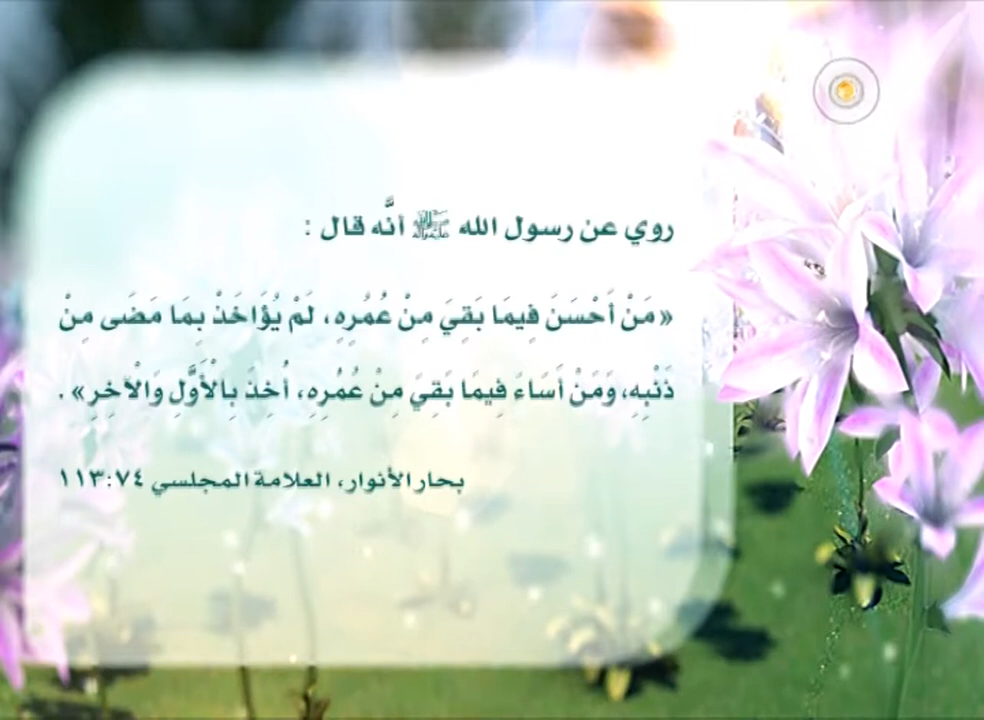 روي عن رسول الله ﷺ أنَّه قال :
« مَنْ أَحْسَنَ فِيمَا بَقِيَ مِنْ عُمُرِهِ، لَمْ يُؤَاخَذْ بِمَا مَضَى مِنْ
ذَنْبِهِ، وَمَنْ أَسَاءَ فِيمَا بَقِيَ مِنْ عُمُرِهِ، أُخِذَ بِالْأَوَّلِ وَالْآخِرِ» .
بحار الأنوار، العلامة المجلسي ٧٤:١١٣